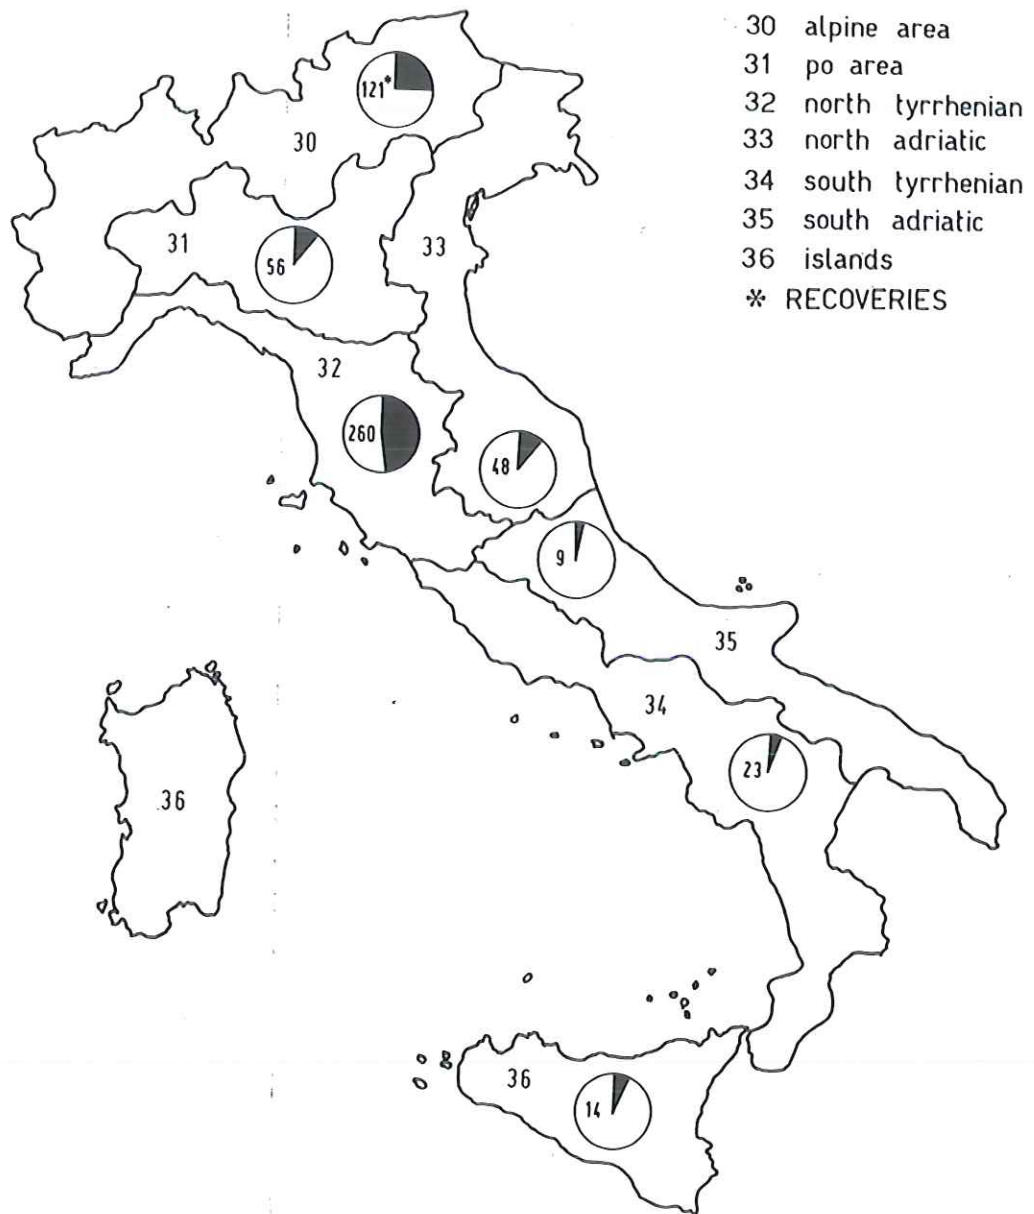 30 alpine area
31 po area
32 north tyrrhenian
33 north adriatic
34 south tyrrhenian
35 south adriatic
36 islands
* RECOVERIES
121*
30
31
56
33
32
260
48
9
35
34
23
36
36
14